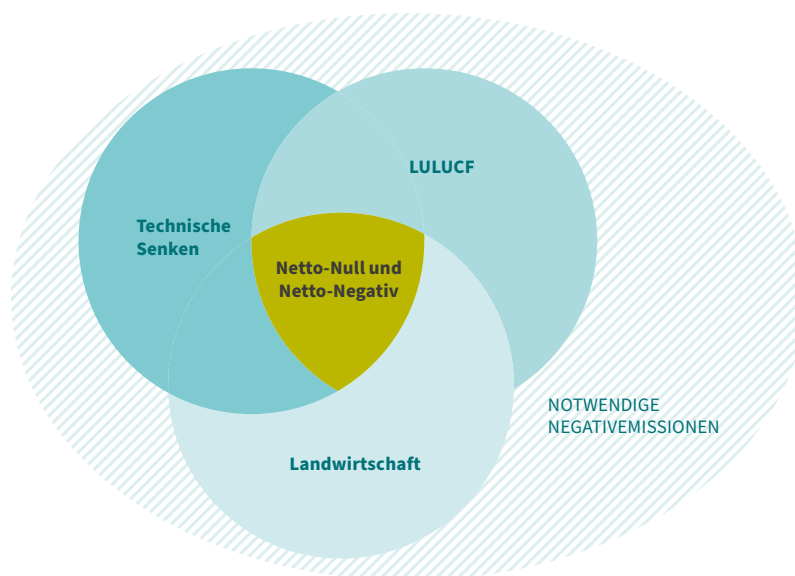 LULUCF
Technische
Senken
Netto-Null und
Netto-Negativ
NOTWENDIGE
NEGATIVEMISSIONEN
Landwirtschaft